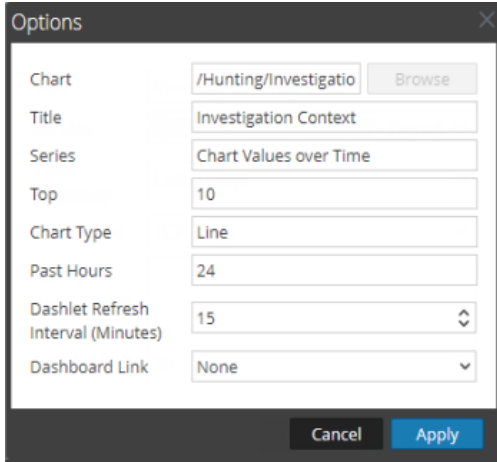 Options
Chart /Hunting/Investigatio Browse
Title Investigation Context
Series Chart Values over Time
Top 10
Chart Type Line
Past Hours 24
Dashlet Refresh
Interval (Minutes) 15
Dashboard Link None
Cancel Apply